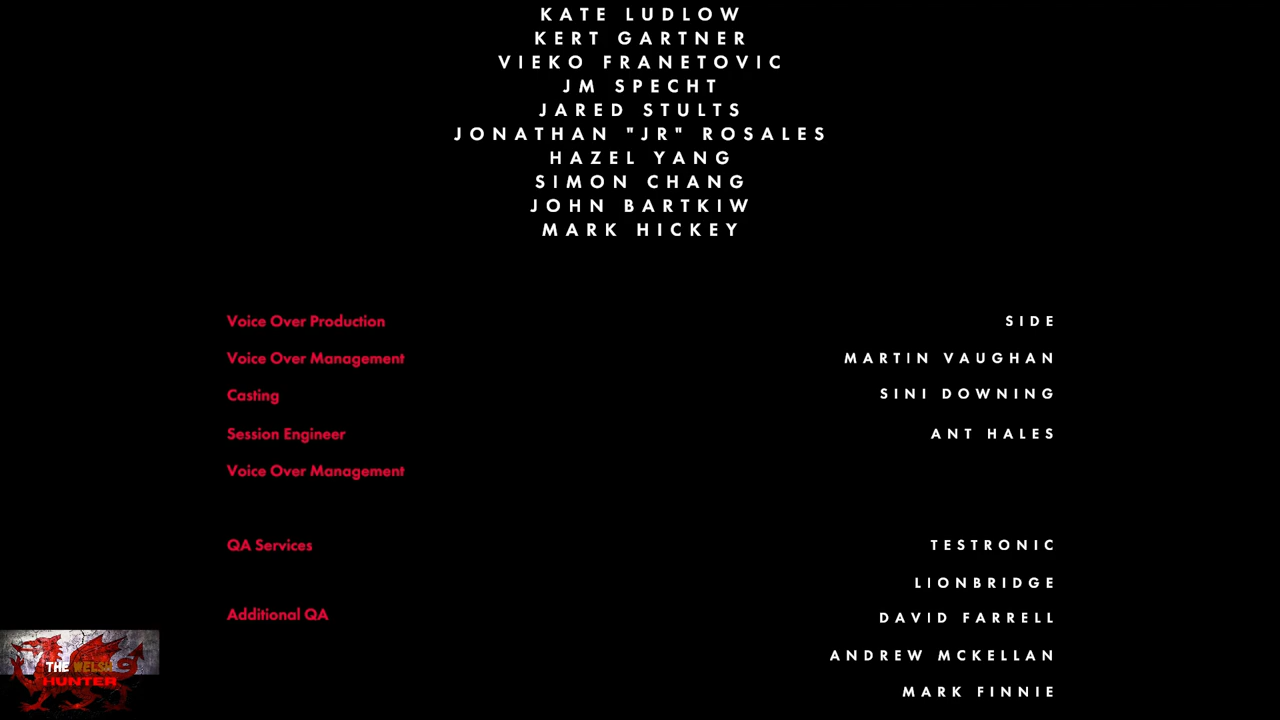 KATE LUDLOW
KERT GARTNER
VIEKO FRANETOVIC
JM SPECHT
JARED STULTS
JONATHAN "JR" ROSALES
HAZEL YANG
SIMON CHANG
JOHN BARTKIW
MARK HICKEY
Voice Over Production SIDE
Voice Over Management MARTIN VAUGHAN
Casting SINI DOWNING
Session Engineer ANT HALES
Voice Over Management
QA Services TESTRONIC
LIONBRIDGE
Additional QA DAVID FARRELL
ANDREW MCKELLAN
MARK FINNIE
THE WELSH
HUNTER